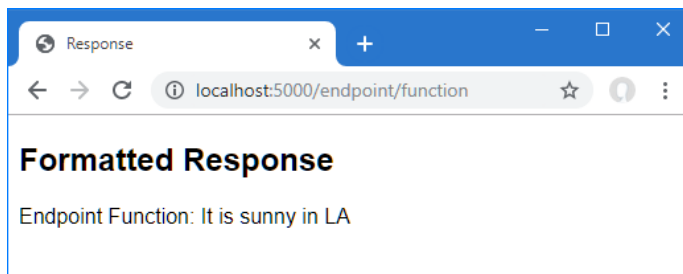 Response
localhost:5000/endpoint/function
Formatted Response
Endpoint Function: It is sunny in LA